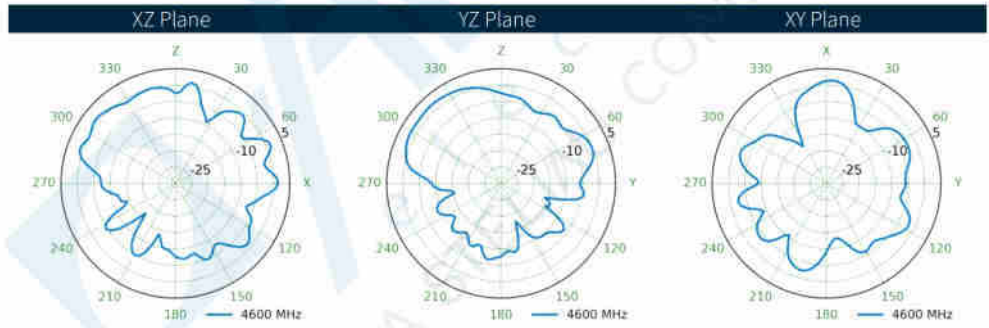 XZ Plane YZ Plane XY Plane
Z Z X
330 30 330 30 330 30
300 60 300 60 300 60
5 5 5
-10 -10 -10
-25 -25 -25
270 X 270 Y 270 Y
240 120 240 120 240 120
210 150 210 150 210 150
180 4600 MHz 180 4600 MHz 180 4600 MHz